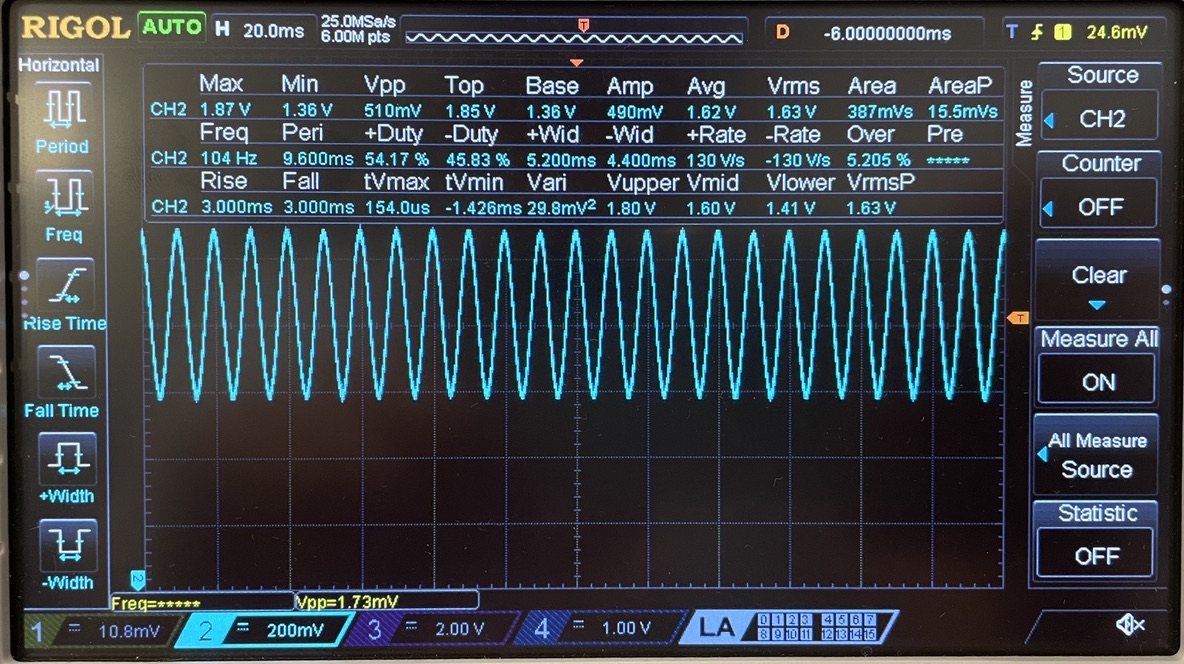 RIGOL AUTO H 20.0ms 25.0MSa/s 6.00M pts T D -6.00000000ms T 1 24.6mV
Horizontal
Period
Freq
Rise Time
Fall Time
+Width
-Width
Max Min Vpp Top Base Amp Avg Vrms Area AreaP
CH2 1.87 V 1.36 V 510mV 1.85 V 1.36 V 490mV 1.62 V 1.63 V 387mVs 15.5mVs
Freq Peri +Duty -Duty +Wid -Wid +Rate -Rate Over Pre
CH2 104 Hz 9.600ms 54.17 % 45.83 % 5.200ms 4.400ms 130 V/s -130 V/s 5.205 % *****
Rise Fall tVmax tVmin Vari Vupper Vmid Vlower VrmsP
CH2 3.000ms 3.000ms 154.0us -1.426ms 29.8mV² 1.80 V 1.60 V 1.41 V 1.63 V
T
2
Measure
Source
CH2
Counter
OFF
Clear
Measure All
ON
All Measure
Source
Statistic
OFF
Freq=***** Vpp=1.73mV
1 10.8mV 2 200mV 3 2.00 V 4 1.00 V LA 0 1 2 3 4 5 6 7
8 9 10 11 12 13 14 15